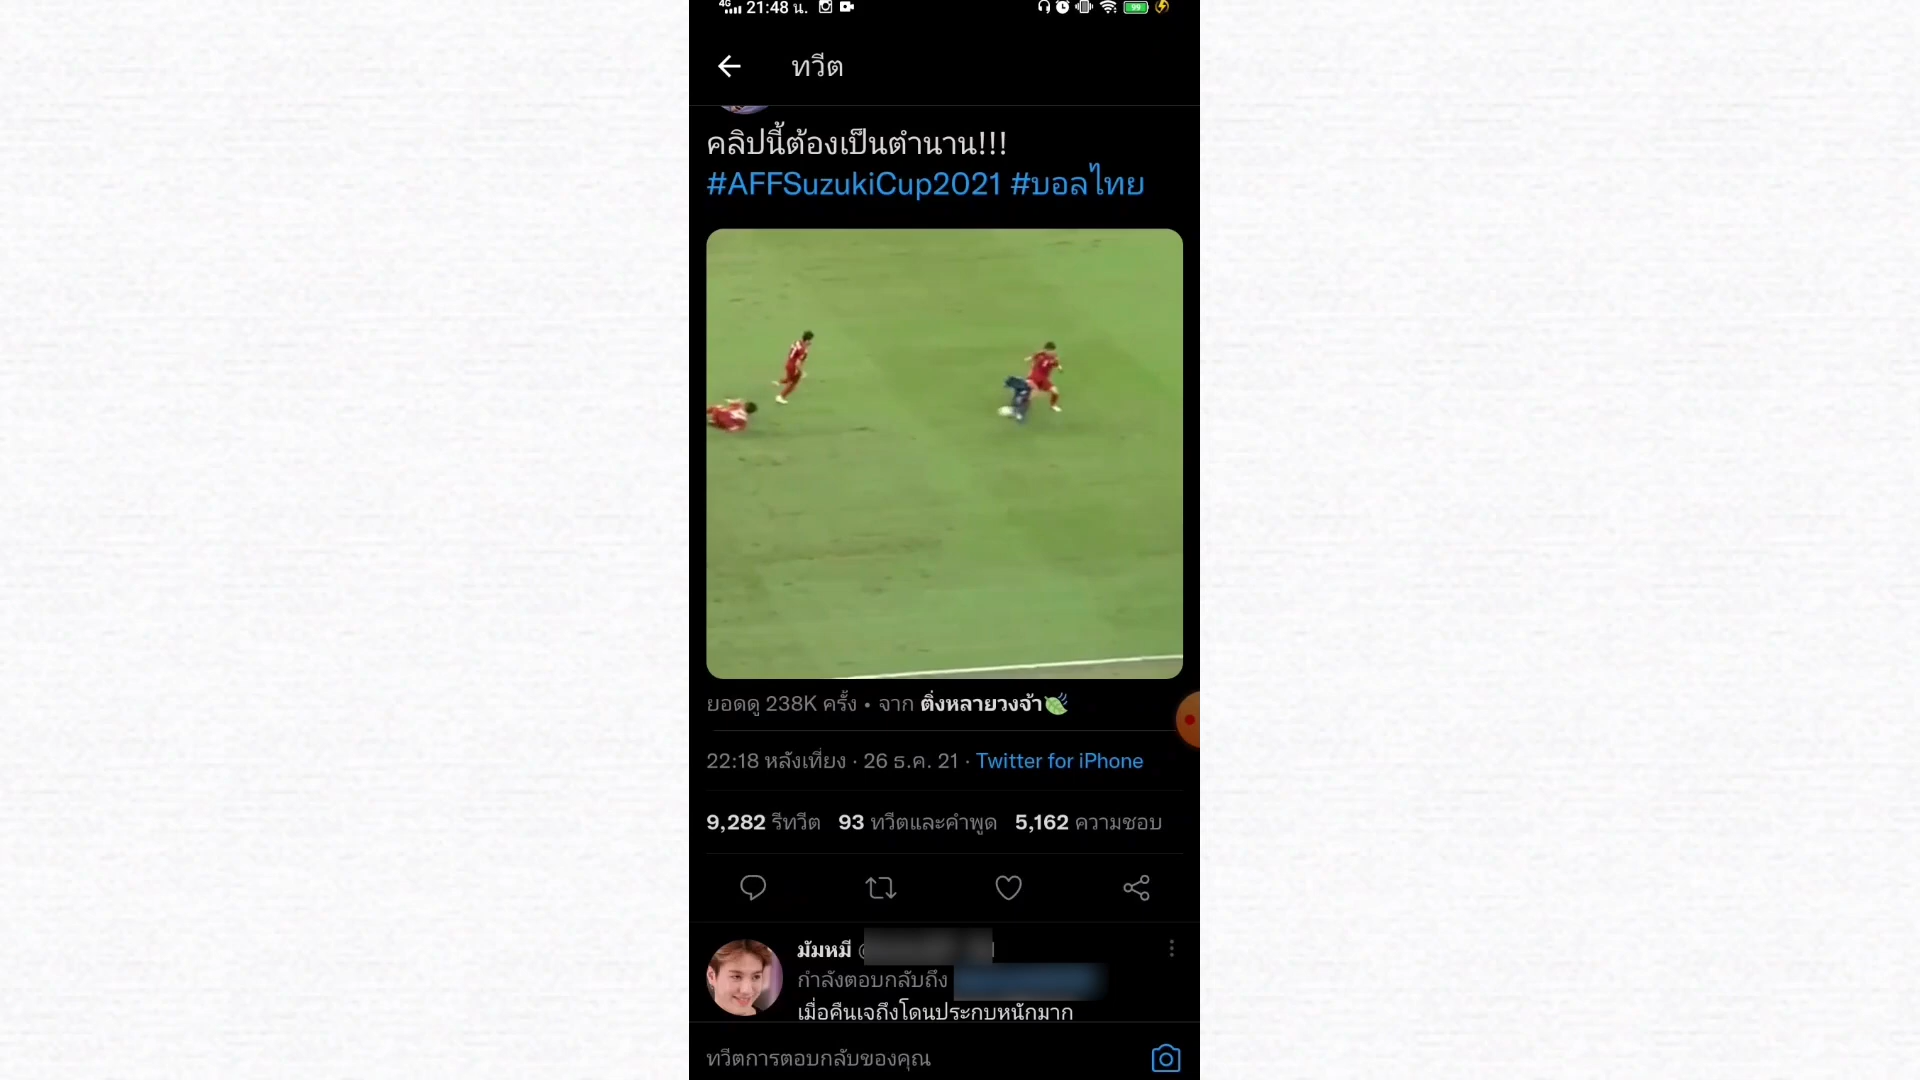 4G 21:48 น. 99
ทวีต
คลิปนี้ต้องเป็นตำนาน!!!
#AFFSuzukiCup2021 #บอลไทย
ยอดดู 238K ครั้ง • จาก ติ่งหลายวงจ้า
22:18 หลังเที่ยง · 26 ธ.ค. 21 · Twitter for iPhone
9,282 รีทวีต 93 ทวีตและคำพูด 5,162 ความชอบ
มัมหมี @
กำลังตอบกลับถึง
เมื่อคืนเจถึงโดนประกบหนักมาก
ทวีตการตอบกลับของคุณ